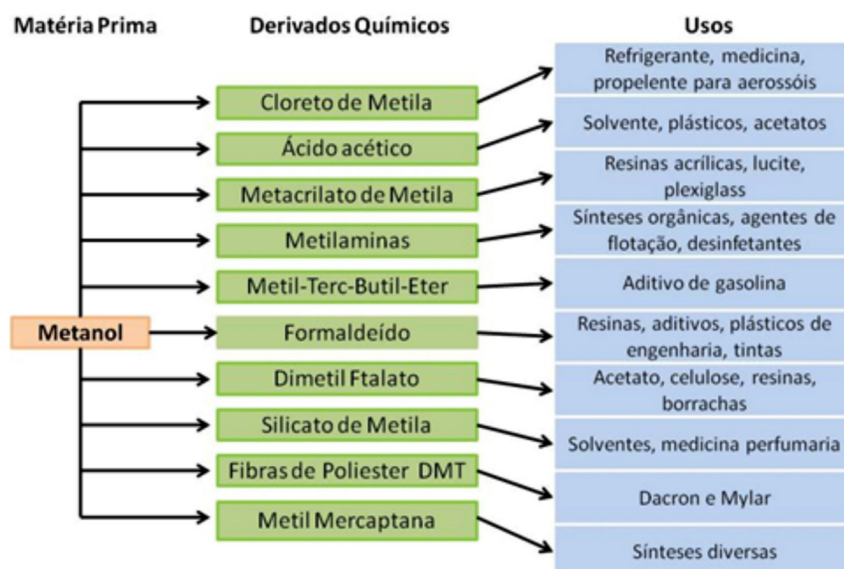 Matéria Prima
Derivados Químicos
Usos
Metanol
Cloreto de Metila
Refrigerante, medicina,
propelente para aerossóis
Ácido acético
Solvente, plásticos, acetatos
Metacrilato de Metila
Resinas acrílicas, lucite,
plexiglass
Metilaminas
Sínteses orgânicas, agentes de
flotação, desinfetantes
Metil-Terc-Butil-Eter
Aditivo de gasolina
Formaldeído
Resinas, aditivos, plásticos de
engenharia, tintas
Dimetil Ftalato
Acetato, celulose, resinas,
borrachas
Silicato de Metila
Solventes, medicina perfumaria
Fibras de Poliester DMT
Dacron e Mylar
Metil Mercaptana
Sínteses diversas